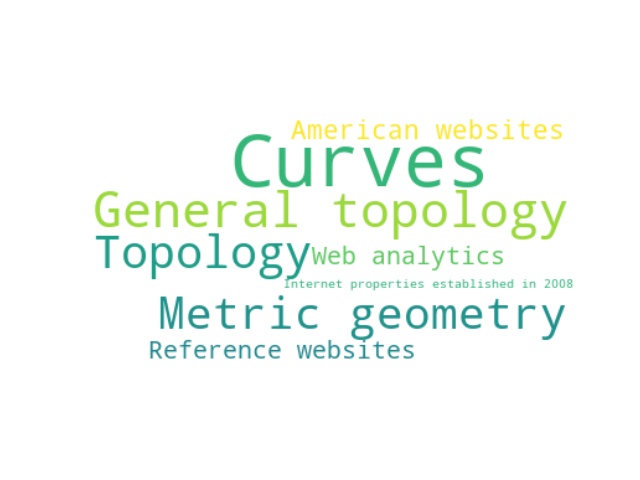 American websites
Curves
General topology
Topology
Web analytics
Internet properties established in 2008
Metric geometry
Reference websites